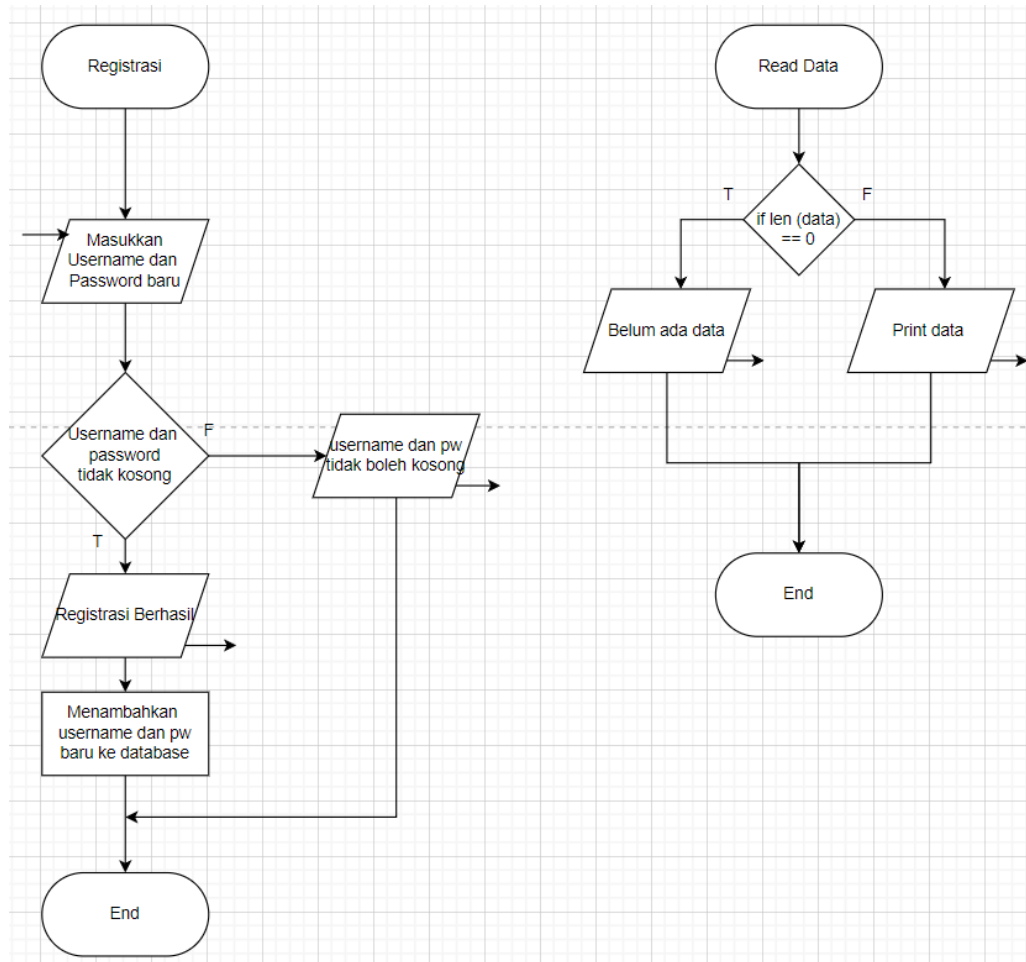 Registrasi
Masukkan
Username dan
Password baru
Username dan
password
tidak kosong
F
username dan pw
tidak boleh kosong
T
Registrasi Berhasil
Menambahkan
username dan pw
baru ke database
End
Read Data
T
F
if len (data)
== 0
Belum ada data
Print data
End